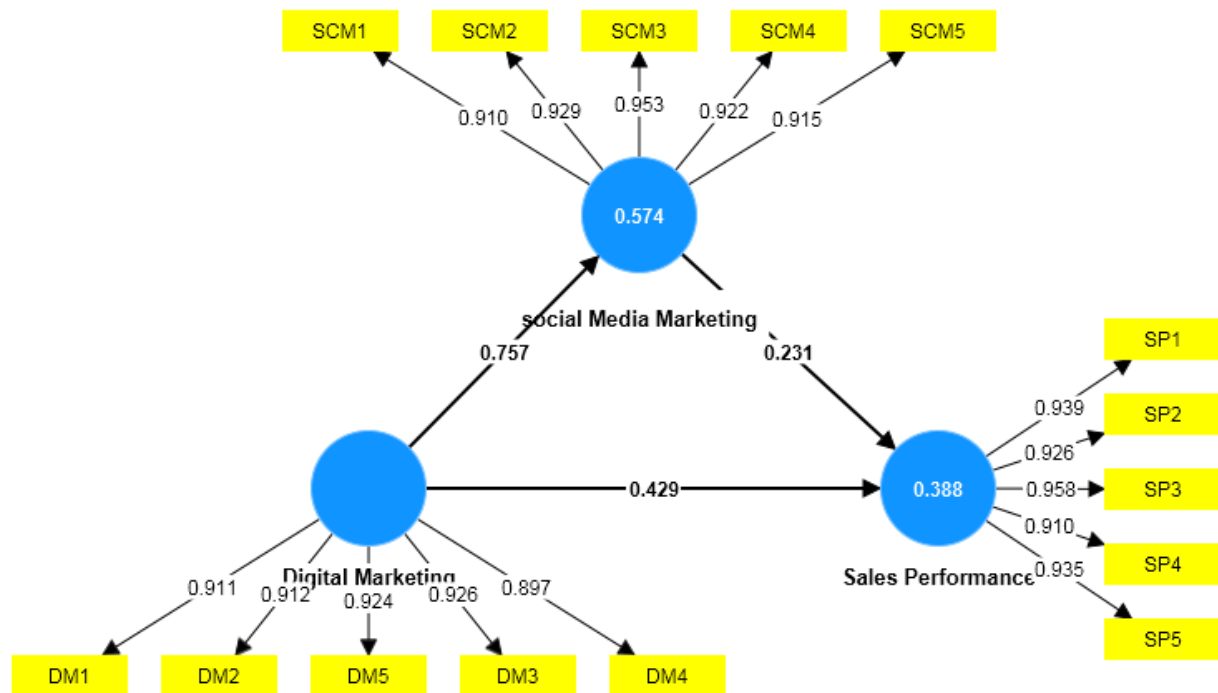 SCM1 SCM2 SCM3 SCM4 SCM5
0.910 0.929 0.953 0.922 0.915
0.574
social Media Marketing
0.757 0.231
SP1
0.939
SP2
0.926
0.429
0.388
0.958
SP3
0.910
Digital Marketing
Sales Performance
0.935
SP4
0.911 0.912 0.924 0.926 0.897
SP5
DM1 DM2 DM5 DM3 DM4